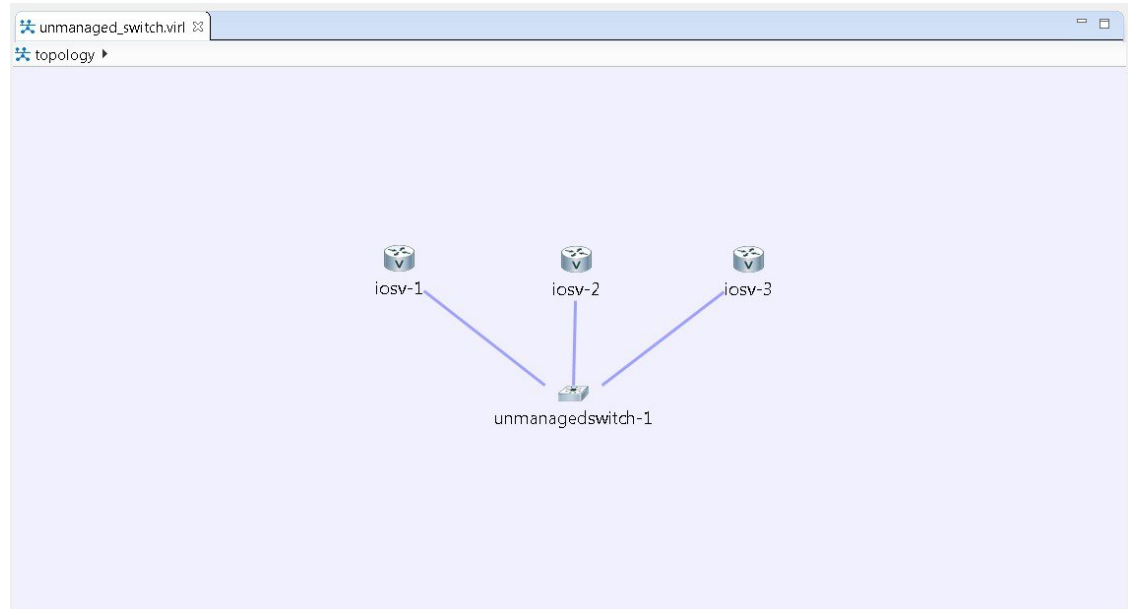 unmanaged_switch.virl
topology
iosv-1
iosv-2
iosv-3
V
V
V
unmanagedswitch-1